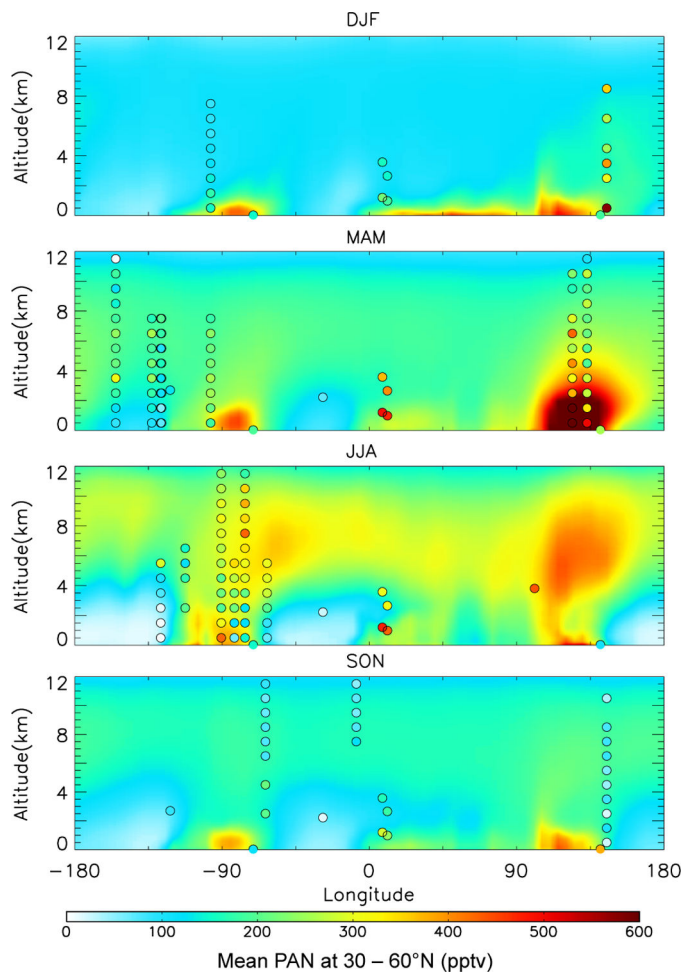 DJF
12
8
4
0
Altitude(km)
MAM
12
8
4
0
Altitude(km)
JJA
12
8
4
0
Altitude(km)
SON
12
8
4
0
Altitude(km)
-180 -90 0 90 180
Longitude
0 100 200 300 400 500 600
Mean PAN at 30 – 60°N (pptv)